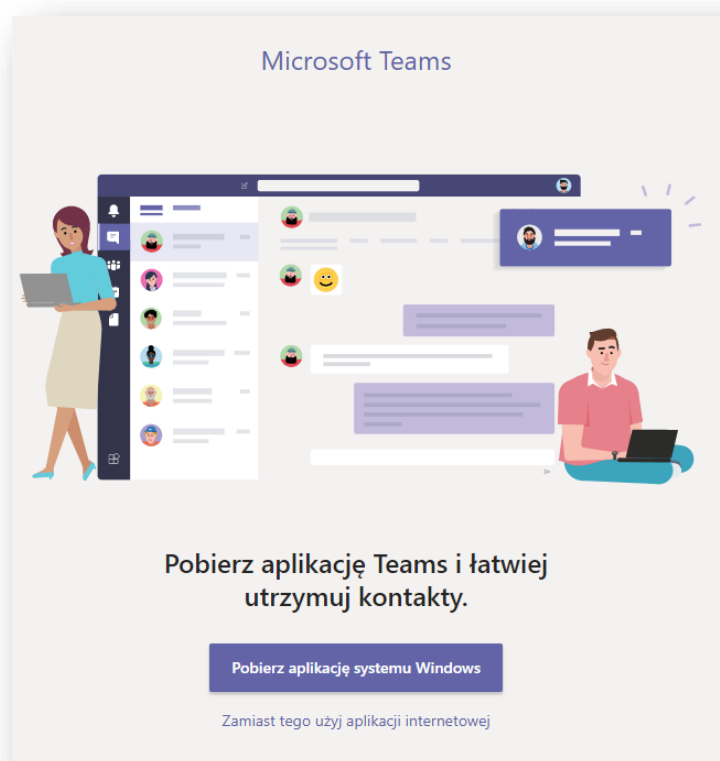 Microsoft Teams
Pobierz aplikację Teams i łatwiej
utrzymuj kontakty.
Pobierz aplikację systemu Windows
Zamiast tego użyj aplikacji internetowej